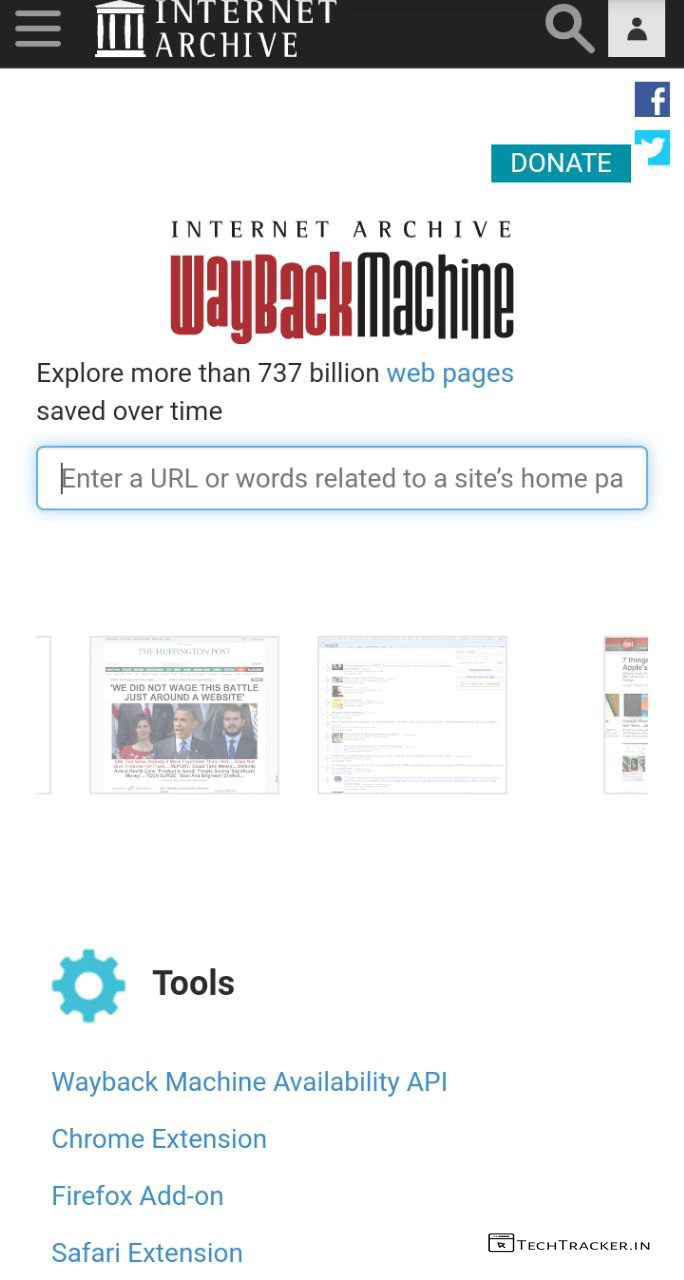 INTERNET
ARCHIVE
f
DONATE
INTERNET ARCHIVE
WayBackMachine
Explore more than 737 billion web pages
saved over time
Enter a URL or words related to a site's home pa
THE HUFFINGTON POST
'WE DID NOT WAGE THIS BATTLE
JUST AROUND A WEBSITE'
7 things
Apple's
Tools
Wayback Machine Availability API
Chrome Extension
Firefox Add-on
Safari Extension
TECHTRACKER.IN